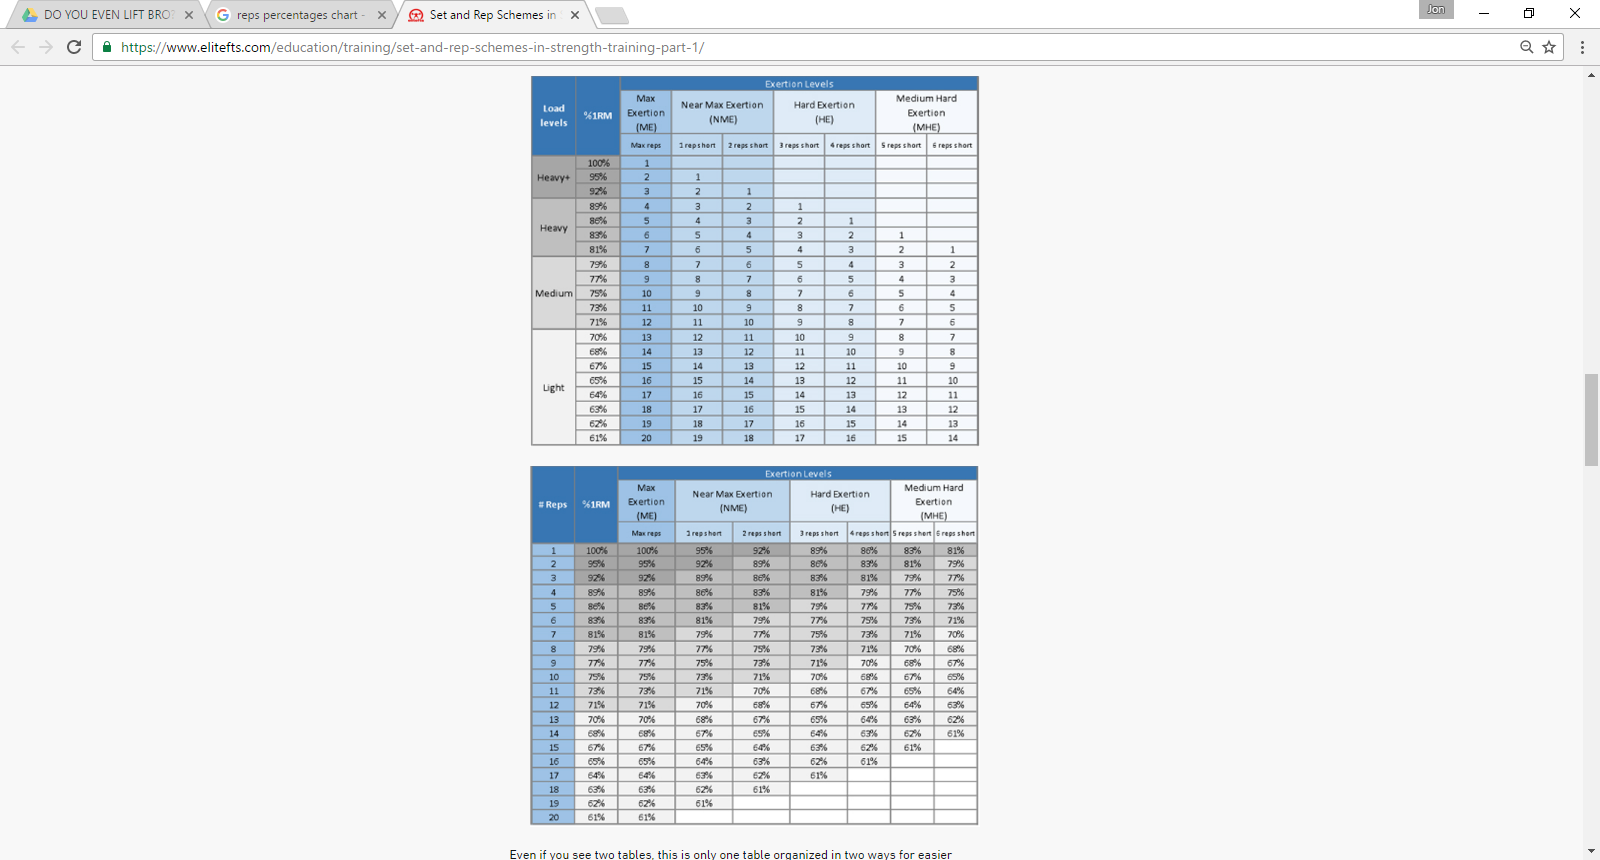 DO YOU EVEN LIFT BRO?
reps percentages chart -
Set and Rep Schemes in S
Jon
https://www.elitefts.com/education/training/set-and-rep-schemes-in-strength-training-part-1/
Load levels %1RM Exertion Levels
Max Exertion (ME) Near Max Exertion (NME) Hard Exertion (HE) Medium Hard Exertion (MHE)
Max reps 1 rep short 2 reps short 3 reps short 4 reps short 5 reps short 6 reps short
Heavy+ 100% 1
95% 2 1
92% 3 2 1
Heavy 89% 4 3 2 1
86% 5 4 3 2 1
83% 6 5 4 3 2 1
81% 7 6 5 4 3 2 1
Medium 79% 8 7 6 5 4 3 2
77% 9 8 7 6 5 4 3
75% 10 9 8 7 6 5 4
73% 11 10 9 8 7 6 5
71% 12 11 10 9 8 7 6
Light 70% 13 12 11 10 9 8 7
68% 14 13 12 11 10 9 8
67% 15 14 13 12 11 10 9
65% 16 15 14 13 12 11 10
64% 17 16 15 14 13 12 11
63% 18 17 16 15 14 13 12
62% 19 18 17 16 15 14 13
61% 20 19 18 17 16 15 14
# Reps %1RM Exertion Levels
Max Exertion (ME) Near Max Exertion (NME) Hard Exertion (HE) Medium Hard Exertion (MHE)
Max reps 1 rep short 2 reps short 3 reps short 4 reps short 5 reps short 6 reps short
1 100% 100% 95% 92% 89% 86% 83% 81%
2 95% 95% 92% 89% 86% 83% 81% 79%
3 92% 92% 89% 86% 83% 81% 79% 77%
4 89% 89% 86% 83% 81% 79% 77% 75%
5 86% 86% 83% 81% 79% 77% 75% 73%
6 83% 83% 81% 79% 77% 75% 73% 71%
7 81% 81% 79% 77% 75% 73% 71% 70%
8 79% 79% 77% 75% 73% 71% 70% 68%
9 77% 77% 75% 73% 71% 70% 68% 67%
10 75% 75% 73% 71% 70% 68% 67% 65%
11 73% 73% 71% 70% 68% 67% 65% 64%
12 71% 71% 70% 68% 67% 65% 64% 63%
13 70% 70% 68% 67% 65% 64% 63% 62%
14 68% 68% 67% 65% 64% 63% 62% 61%
15 67% 67% 65% 64% 63% 62% 61%
16 65% 65% 64% 63% 62% 61%
17 64% 64% 63% 62% 61%
18 63% 63% 62% 61%
19 62% 62% 61%
20 61% 61%
Even if you see two tables, this is only one table organized in two ways for easier